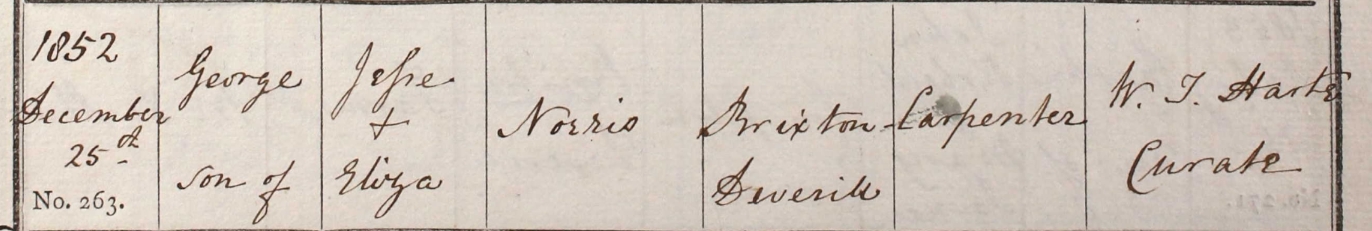 1852
December
25th
No. 263.
George
son of
Jesse
+
Eliza
Norris
Brixton
Deverill
Carpenter
W. T. Harte
Curate